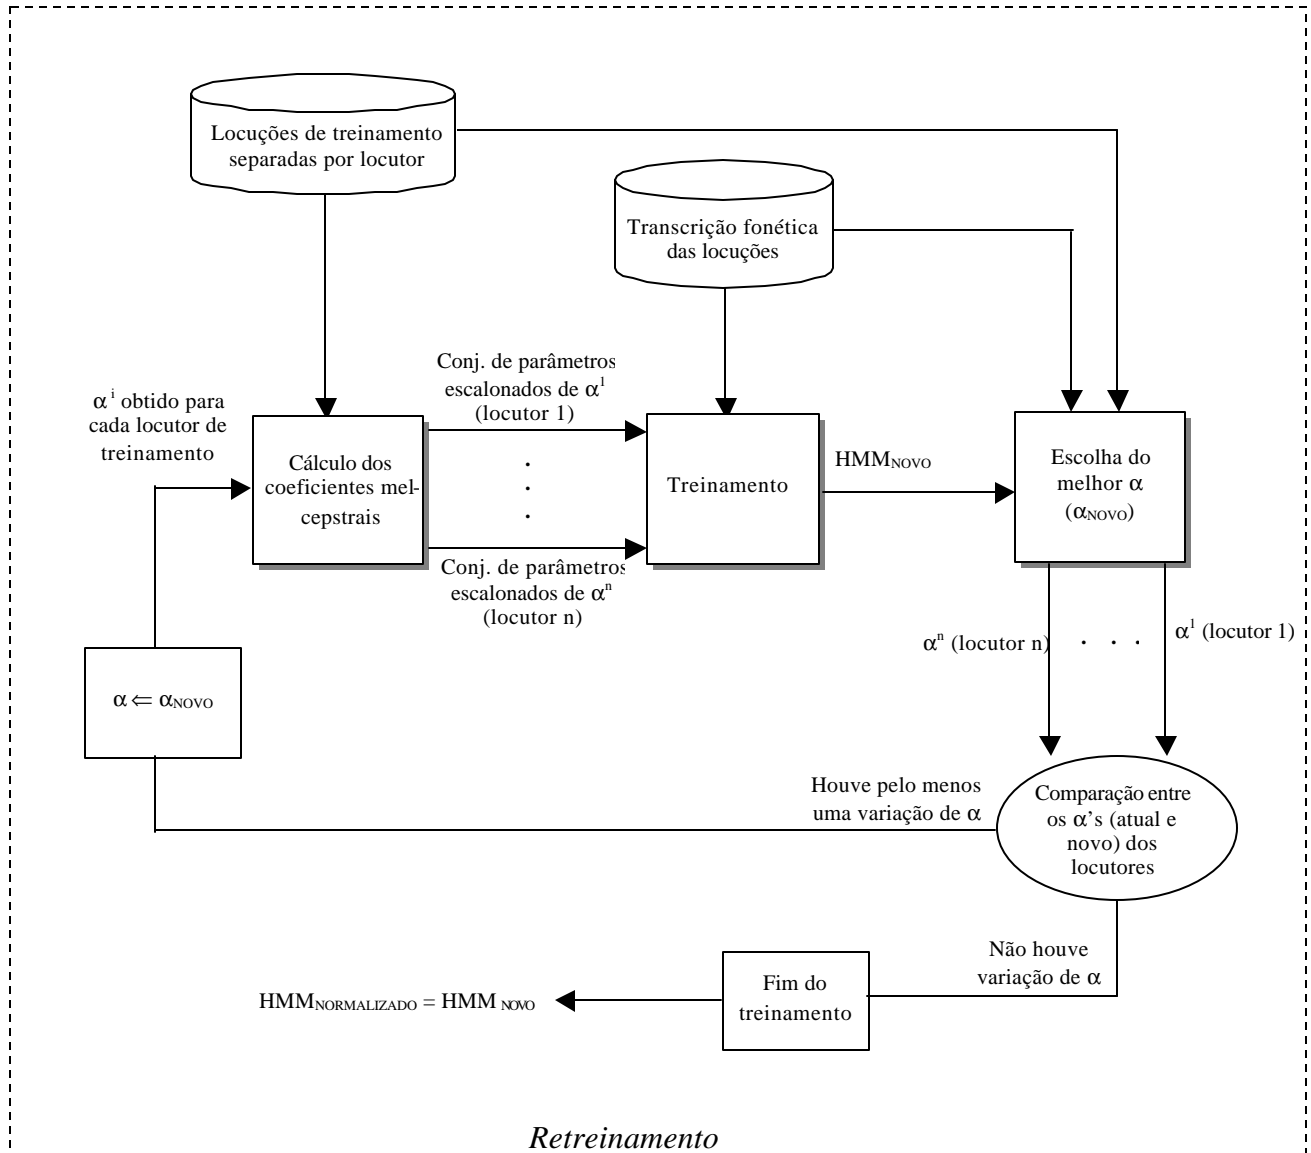 Locuções de treinamento
separadas por locutor
Transcrição fonética
das locuções
Conj. de parâmetros
escalonados de α¹
(locutor 1)
α^i obtido para
cada locutor de
treinamento
Cálculo dos
coeficientes mel-
cepstrais
.
.
.
Treinamento
HMM_NOVO
Escolha do
melhor α
(α_NOVO)
Conj. de parâmetros
escalonados de α^n
(locutor n)
α^n (locutor n)
. . .
α¹ (locutor 1)
α ⇐ α_NOVO
Houve pelo menos
uma variação de α
Comparação entre
os α's (atual e
novo) dos
locutores
Não houve
variação de α
Fim do
treinamento
HMM_NORMALIZADO = HMM_NOVO
Retreinamento